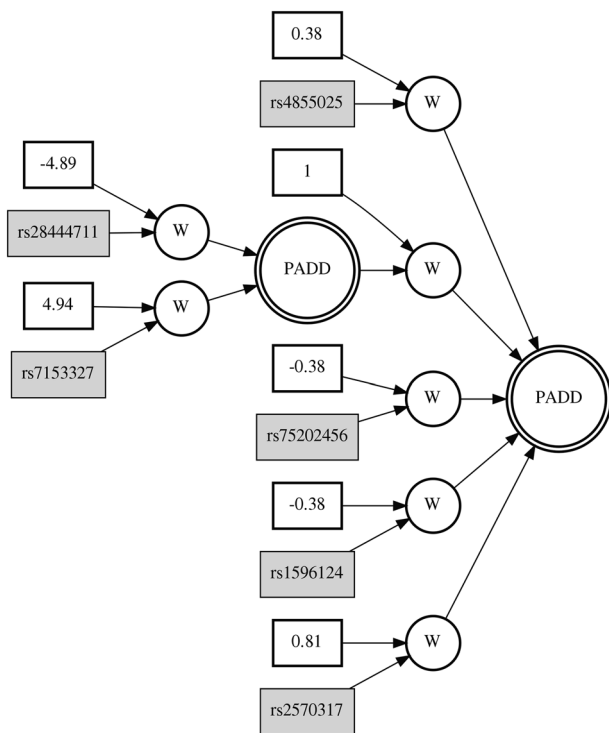 0.38
rs4855025
W
-4.89
rs28444711
W
1
PADD
W
4.94
rs7153327
W
-0.38
rs75202456
W
PADD
-0.38
rs1596124
W
0.81
rs2570317
W